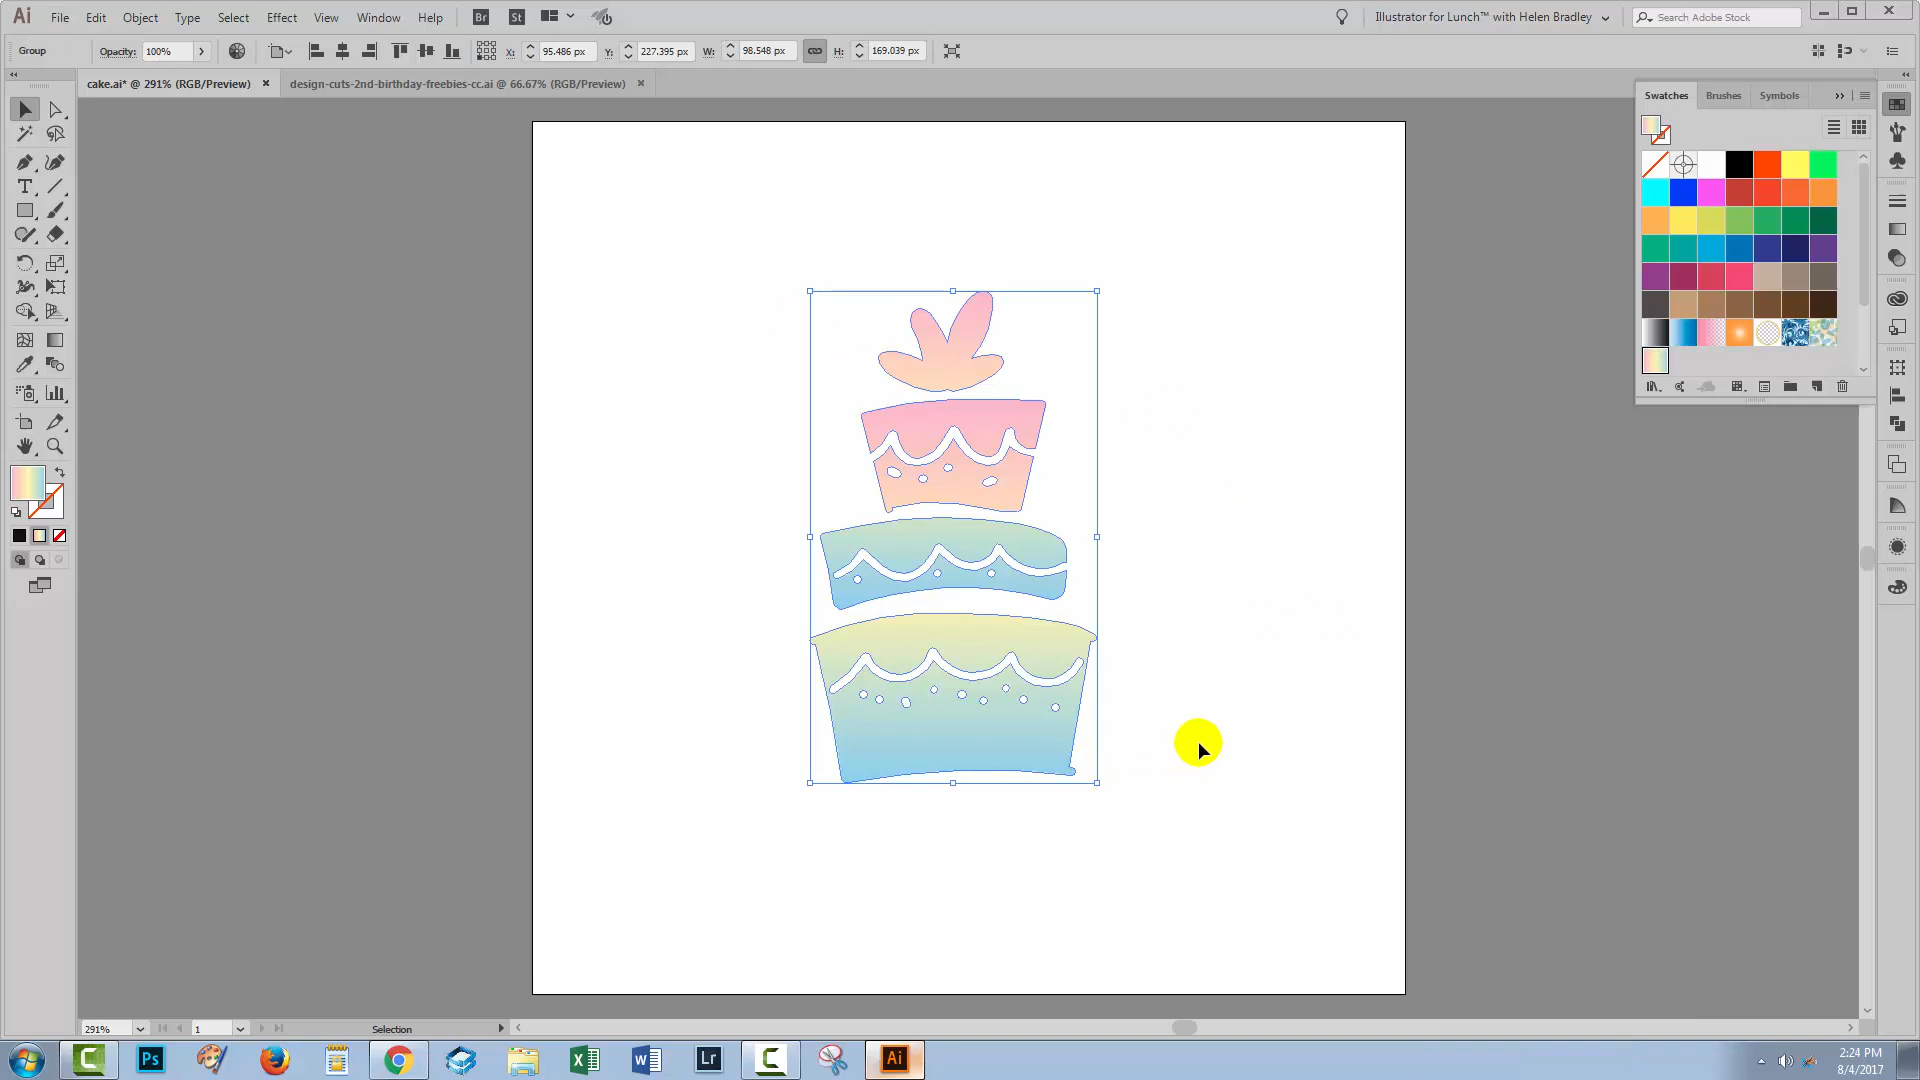 Ai File Edit Object Type Select Effect View Window Help Br St Illustrator for Lunch™ with Helen Bradley Search Adobe Stock
Group Opacity: 100% X: 95.486 px Y: 227.395 px W: 98.548 px H: 169.039 px
cake.ai* @ 291% (RGB/Preview) × design-cuts-2nd-birthday-freebies-cc.ai @ 66.67% (RGB/Preview) ×
Swatches Brushes Symbols
291% 1 Selection
Ps Lr Ai
2:24 PM
8/4/2017